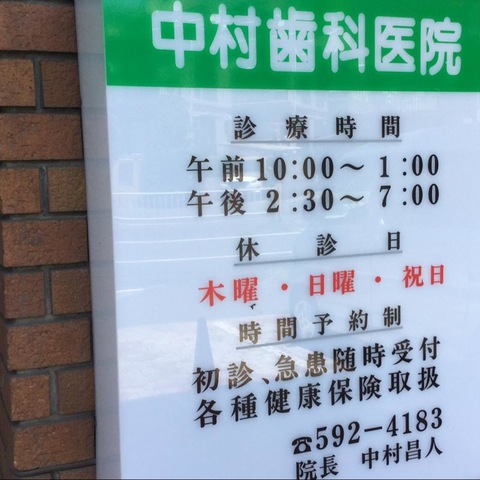 中村歯科医院
診療時間
午前 10:00～1:00
午後 2:30～7:00
休診日
木曜・日曜・祝日
時間予約制
初診、急患随時受付
各種健康保険取扱
☎592-4183
院長 中村昌人